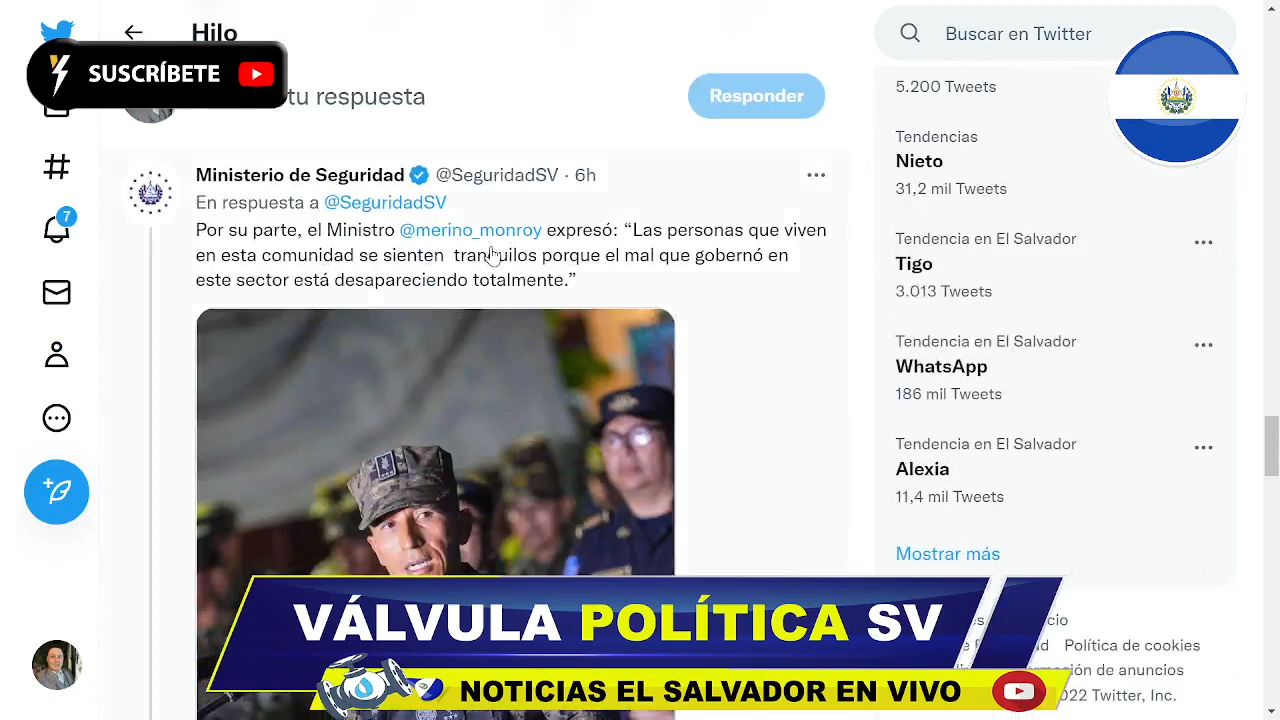 Hilo
SUSCRÍBETE
tu respuesta
Responder
Ministerio de Seguridad @SeguridadSV · 6h
En respuesta a @SeguridadSV
Por su parte, el Ministro @merino_monroy expresó: “Las personas que viven
en esta comunidad se sienten tranquilos porque el mal que gobernó en
este sector está desapareciendo totalmente.”
7
Buscar en Twitter
5.200 Tweets
Tendencias
Nieto
31,2 mil Tweets
Tendencia en El Salvador
Tigo
3.013 Tweets
Tendencia en El Salvador
WhatsApp
186 mil Tweets
Tendencia en El Salvador
Alexia
11,4 mil Tweets
Mostrar más
Política de cookies
anuncios
Twitter, Inc.
VÁLVULA POLÍTICA SV
NOTICIAS EL SALVADOR EN VIVO